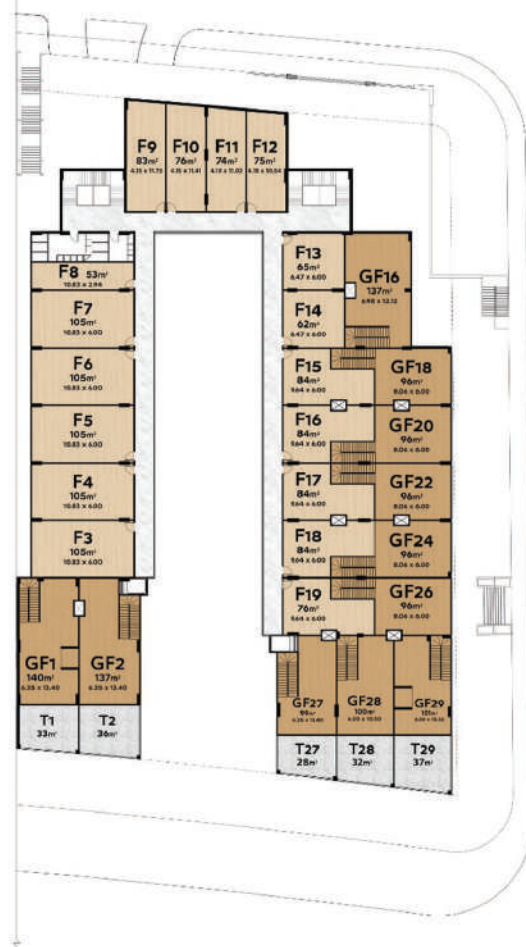 F9
83m²
4.35 x 11.75
F10
76m²
4.15 x 11.41
F11
74m²
4.15 x 11.02
F12
75m²
F8 53m²
10.83 x 2.96
F7
105m²
10.83 x 6.00
F6
105m²
10.83 x 6.00
F5
105m²
10.83 x 6.00
F4
105m²
10.83 x 6.00
F3
105m²
10.83 x 6.00
GF1
140m²
6.35 x 13.40
GF2
137m²
6.35 x 13.40
T1
33m²
T2
36m²
F13
65m²
6.47 x 6.00
GF16
137m²
6.98 x 12.12
F14
62m²
6.47 x 6.00
F15
84m²
9.64 x 6.00
GF18
96m²
8.06 x 6.00
F16
84m²
9.64 x 6.00
GF20
96m²
8.06 x 6.00
F17
84m²
9.64 x 6.00
GF22
96m²
8.06 x 6.00
F18
84m²
9.64 x 6.00
GF24
96m²
8.06 x 6.00
F19
76m²
9.64 x 6.00
GF26
96m²
8.06 x 6.00
GF27
GF28
100m²
GF29
T27
28m²
T28
32m²
T29
37m²